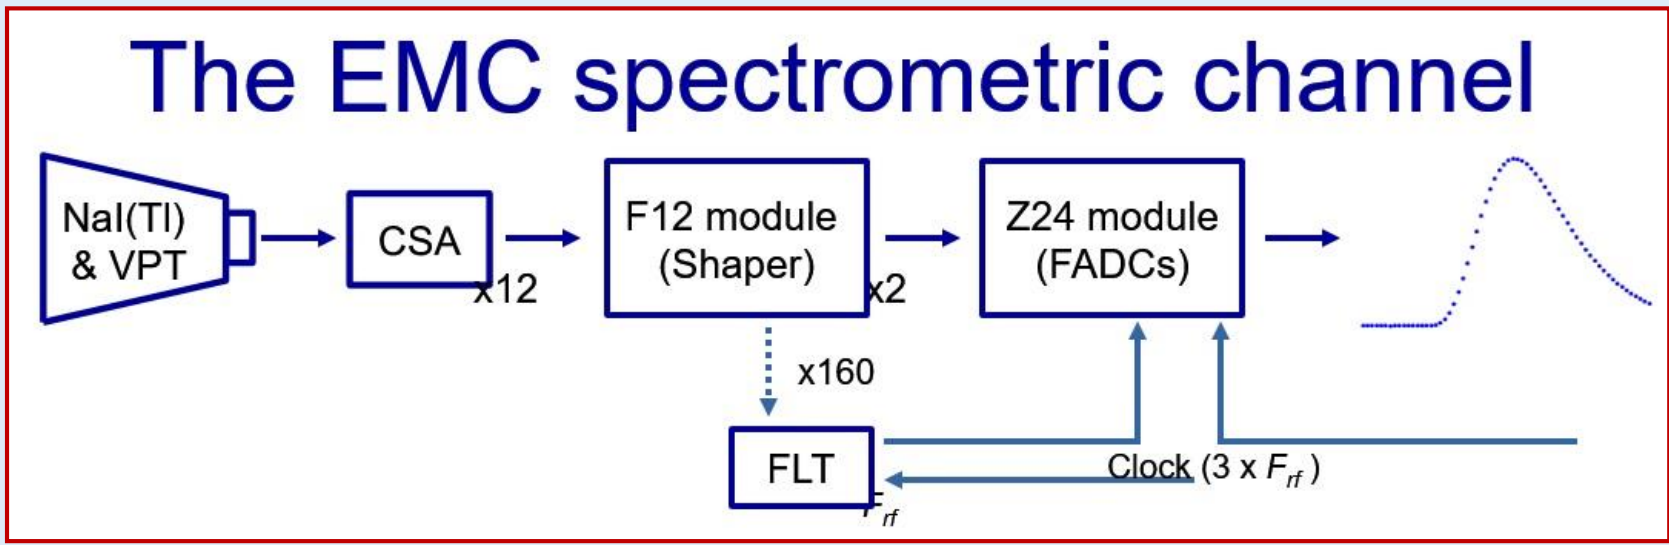 The EMC spectrometric channel
NaI(Tl)
& VPT
CSA
x12
F12 module
(Shaper)
x2
Z24 module
(FADCs)
x160
FLT
Clock (3 x Frf )
Frf